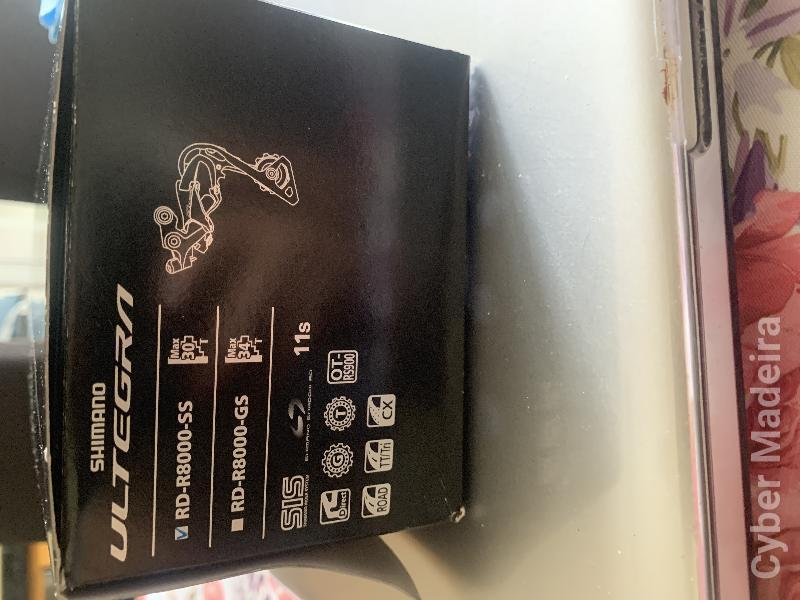 SHIMANO
ULTEGRA
RD-R8000-SS
Max
30T
RD-R8000-GS
Max
34T
SIS
11s
Direct
G
T
OT-
RS900
ROAD
TT/Tri
CX
Cyber Madeira